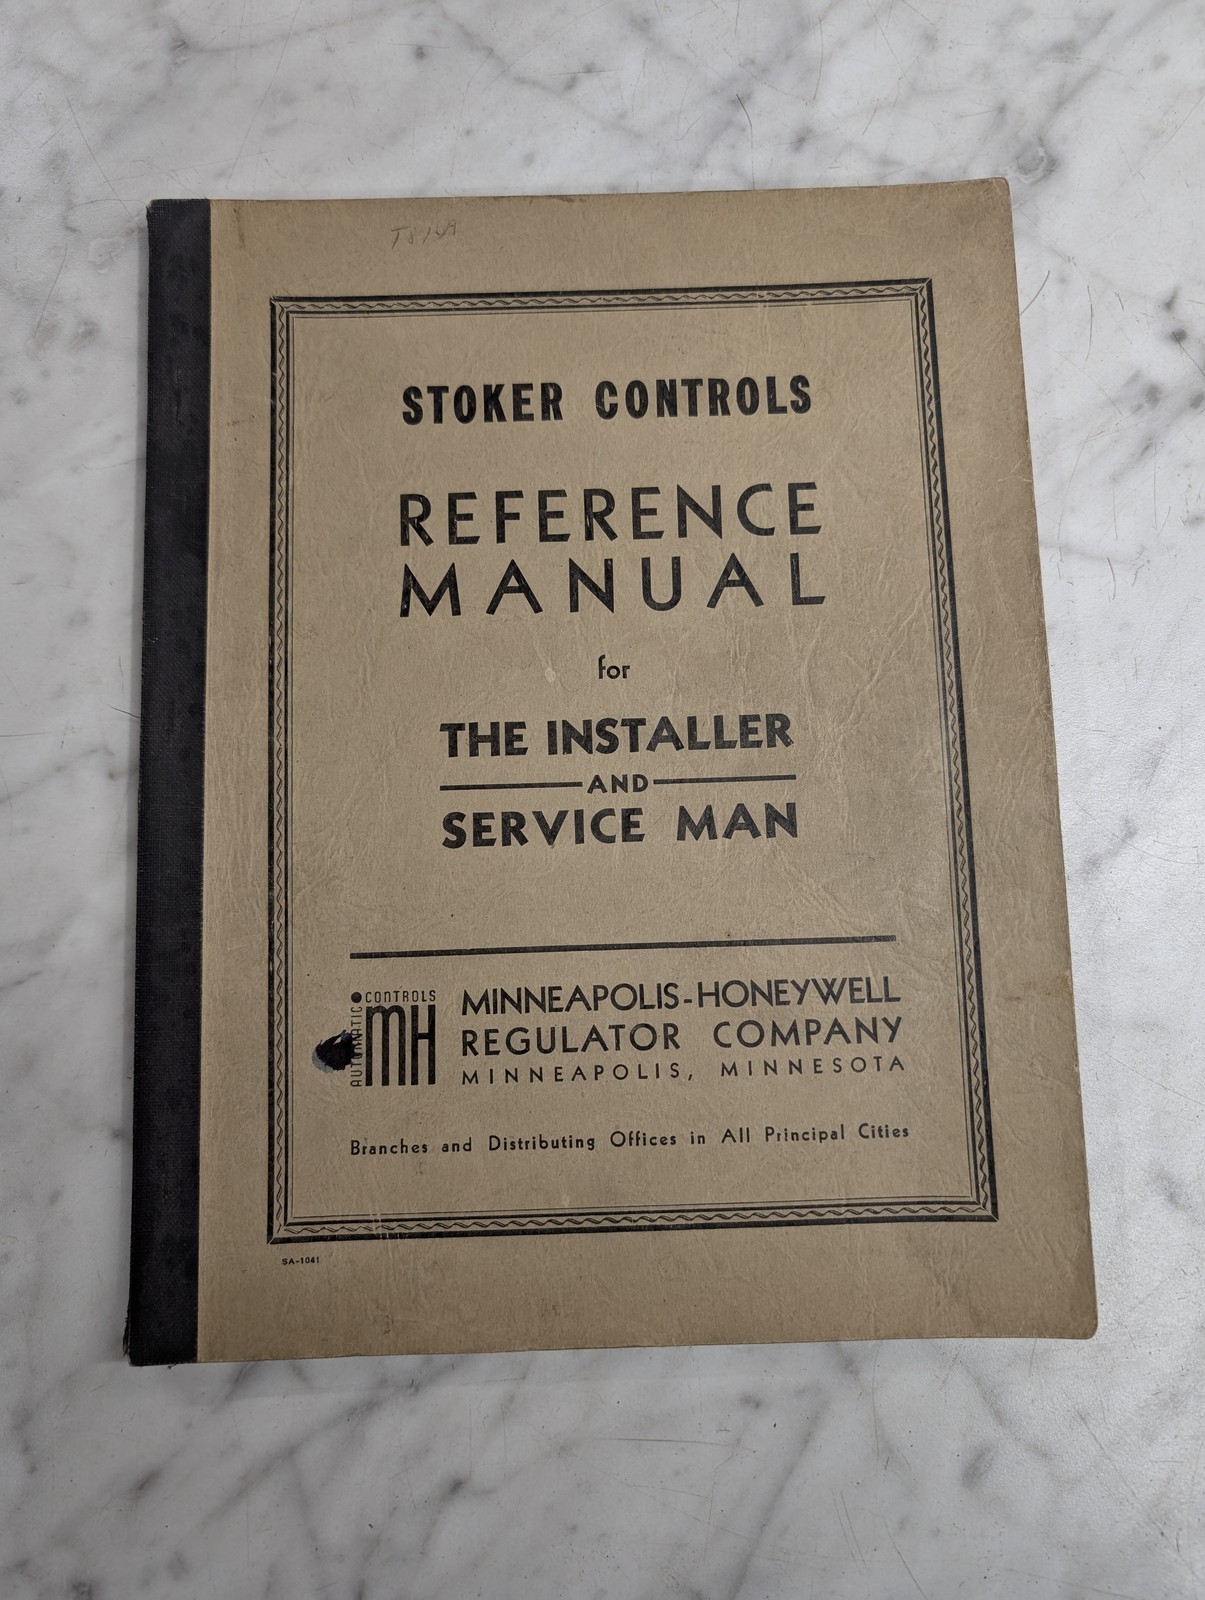 T874A
STOKER CONTROLS
REFERENCE
MANUAL
for
THE INSTALLER
AND
SERVICE MAN
CONTROLS
AUTOMATIC
MH
MINNEAPOLIS-HONEYWELL
REGULATOR COMPANY
MINNEAPOLIS, MINNESOTA
Branches and Distributing Offices in All Principal Cities
SA-1041